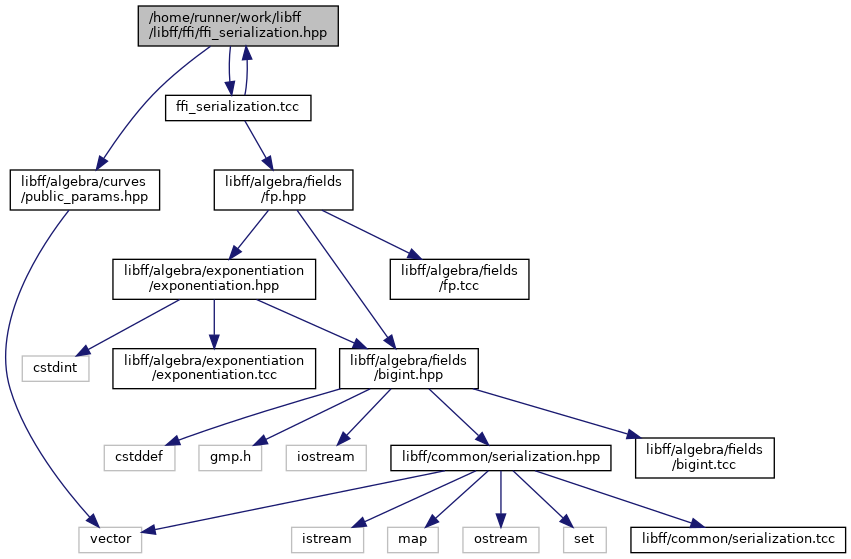 /home/runner/work/libff
/libff/ffi/ffi_serialization.hpp
ffi_serialization.tcc
libff/algebra/curves
/public_params.hpp
libff/algebra/fields
/fp.hpp
libff/algebra/exponentiation
/exponentiation.hpp
libff/algebra/fields
/fp.tcc
cstdint
libff/algebra/exponentiation
/exponentiation.tcc
libff/algebra/fields
/bigint.hpp
cstddef
gmp.h
iostream
libff/common/serialization.hpp
libff/algebra/fields
/bigint.tcc
vector
istream
map
ostream
set
libff/common/serialization.tcc